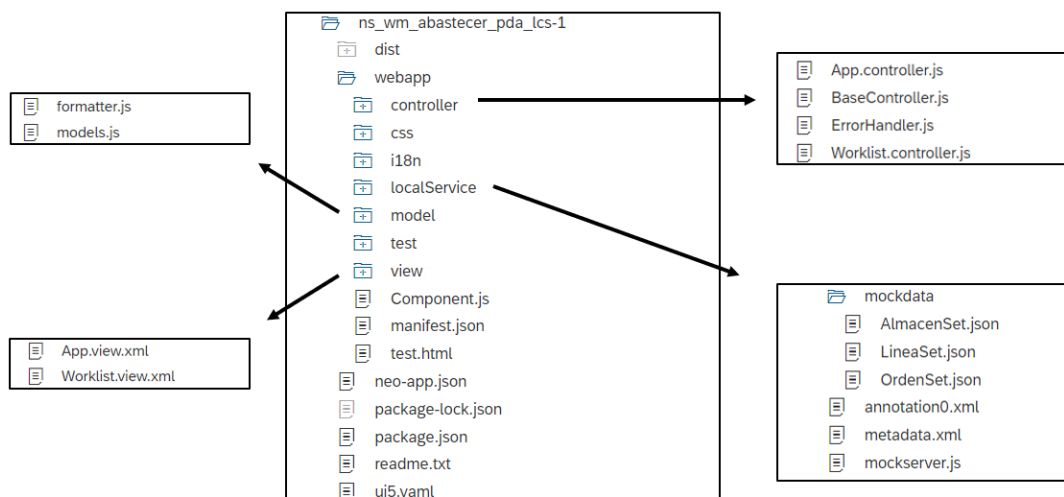 ns_wm_abastecer_pda_lcs-1
dist
webapp
controller
css
i18n
localService
model
test
view
Component.js
manifest.json
test.html
neo-app.json
package-lock.json
package.json
readme.txt
ui5.yaml
formatter.js
models.js
App.view.xml
Worklist.view.xml
App.controller.js
BaseController.js
ErrorHandler.js
Worklist.controller.js
mockdata
AlmacenSet.json
LineaSet.json
OrdenSet.json
annotation0.xml
metadata.xml
mockserver.js